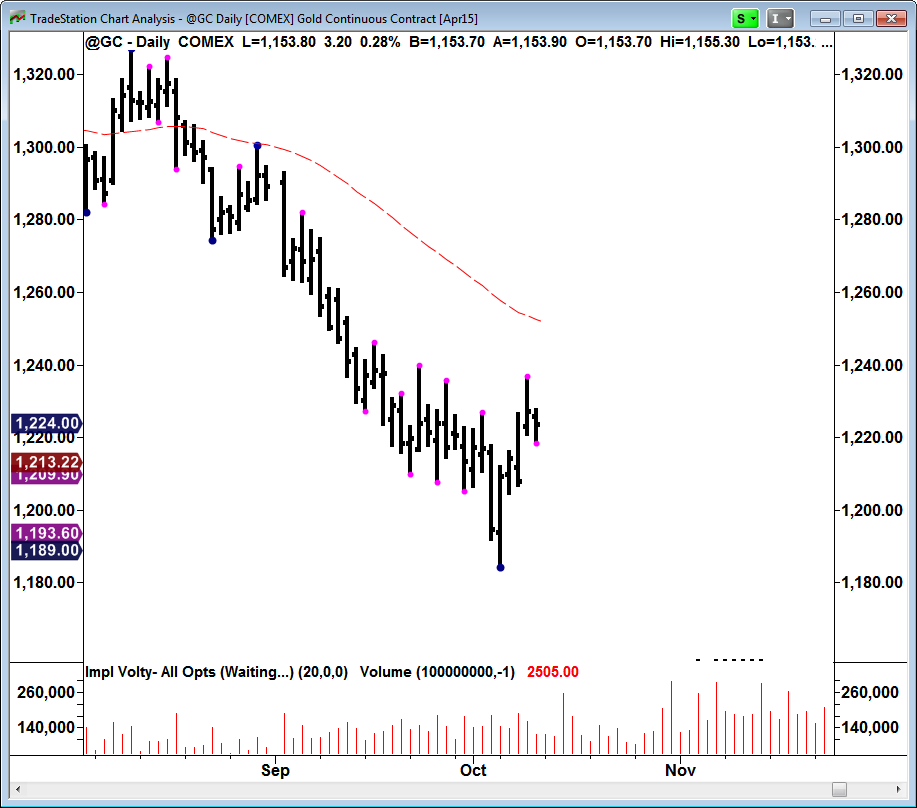 TradeStation Chart Analysis - @GC Daily [COMEX] Gold Continuous Contract [Apr15]
S
I
@GC - Daily COMEX L=1,153.80 3.20 0.28% B=1,153.70 A=1,153.90 O=1,153.70 Hi=1,155.30 Lo=1,153. ...
1,320.00 1,320.00
1,300.00 1,300.00
1,280.00 1,280.00
1,260.00 1,260.00
1,240.00 1,240.00
1,224.00
1,220.00 1,220.00
1,213.22
1,209.90
1,200.00 1,200.00
1,193.60
1,189.00
1,180.00 1,180.00
Impl Volty- All Opts (Waiting...) (20,0,0) Volume (100000000,-1) 2505.00
260,000 260,000
140,000 140,000
Sep Oct Nov